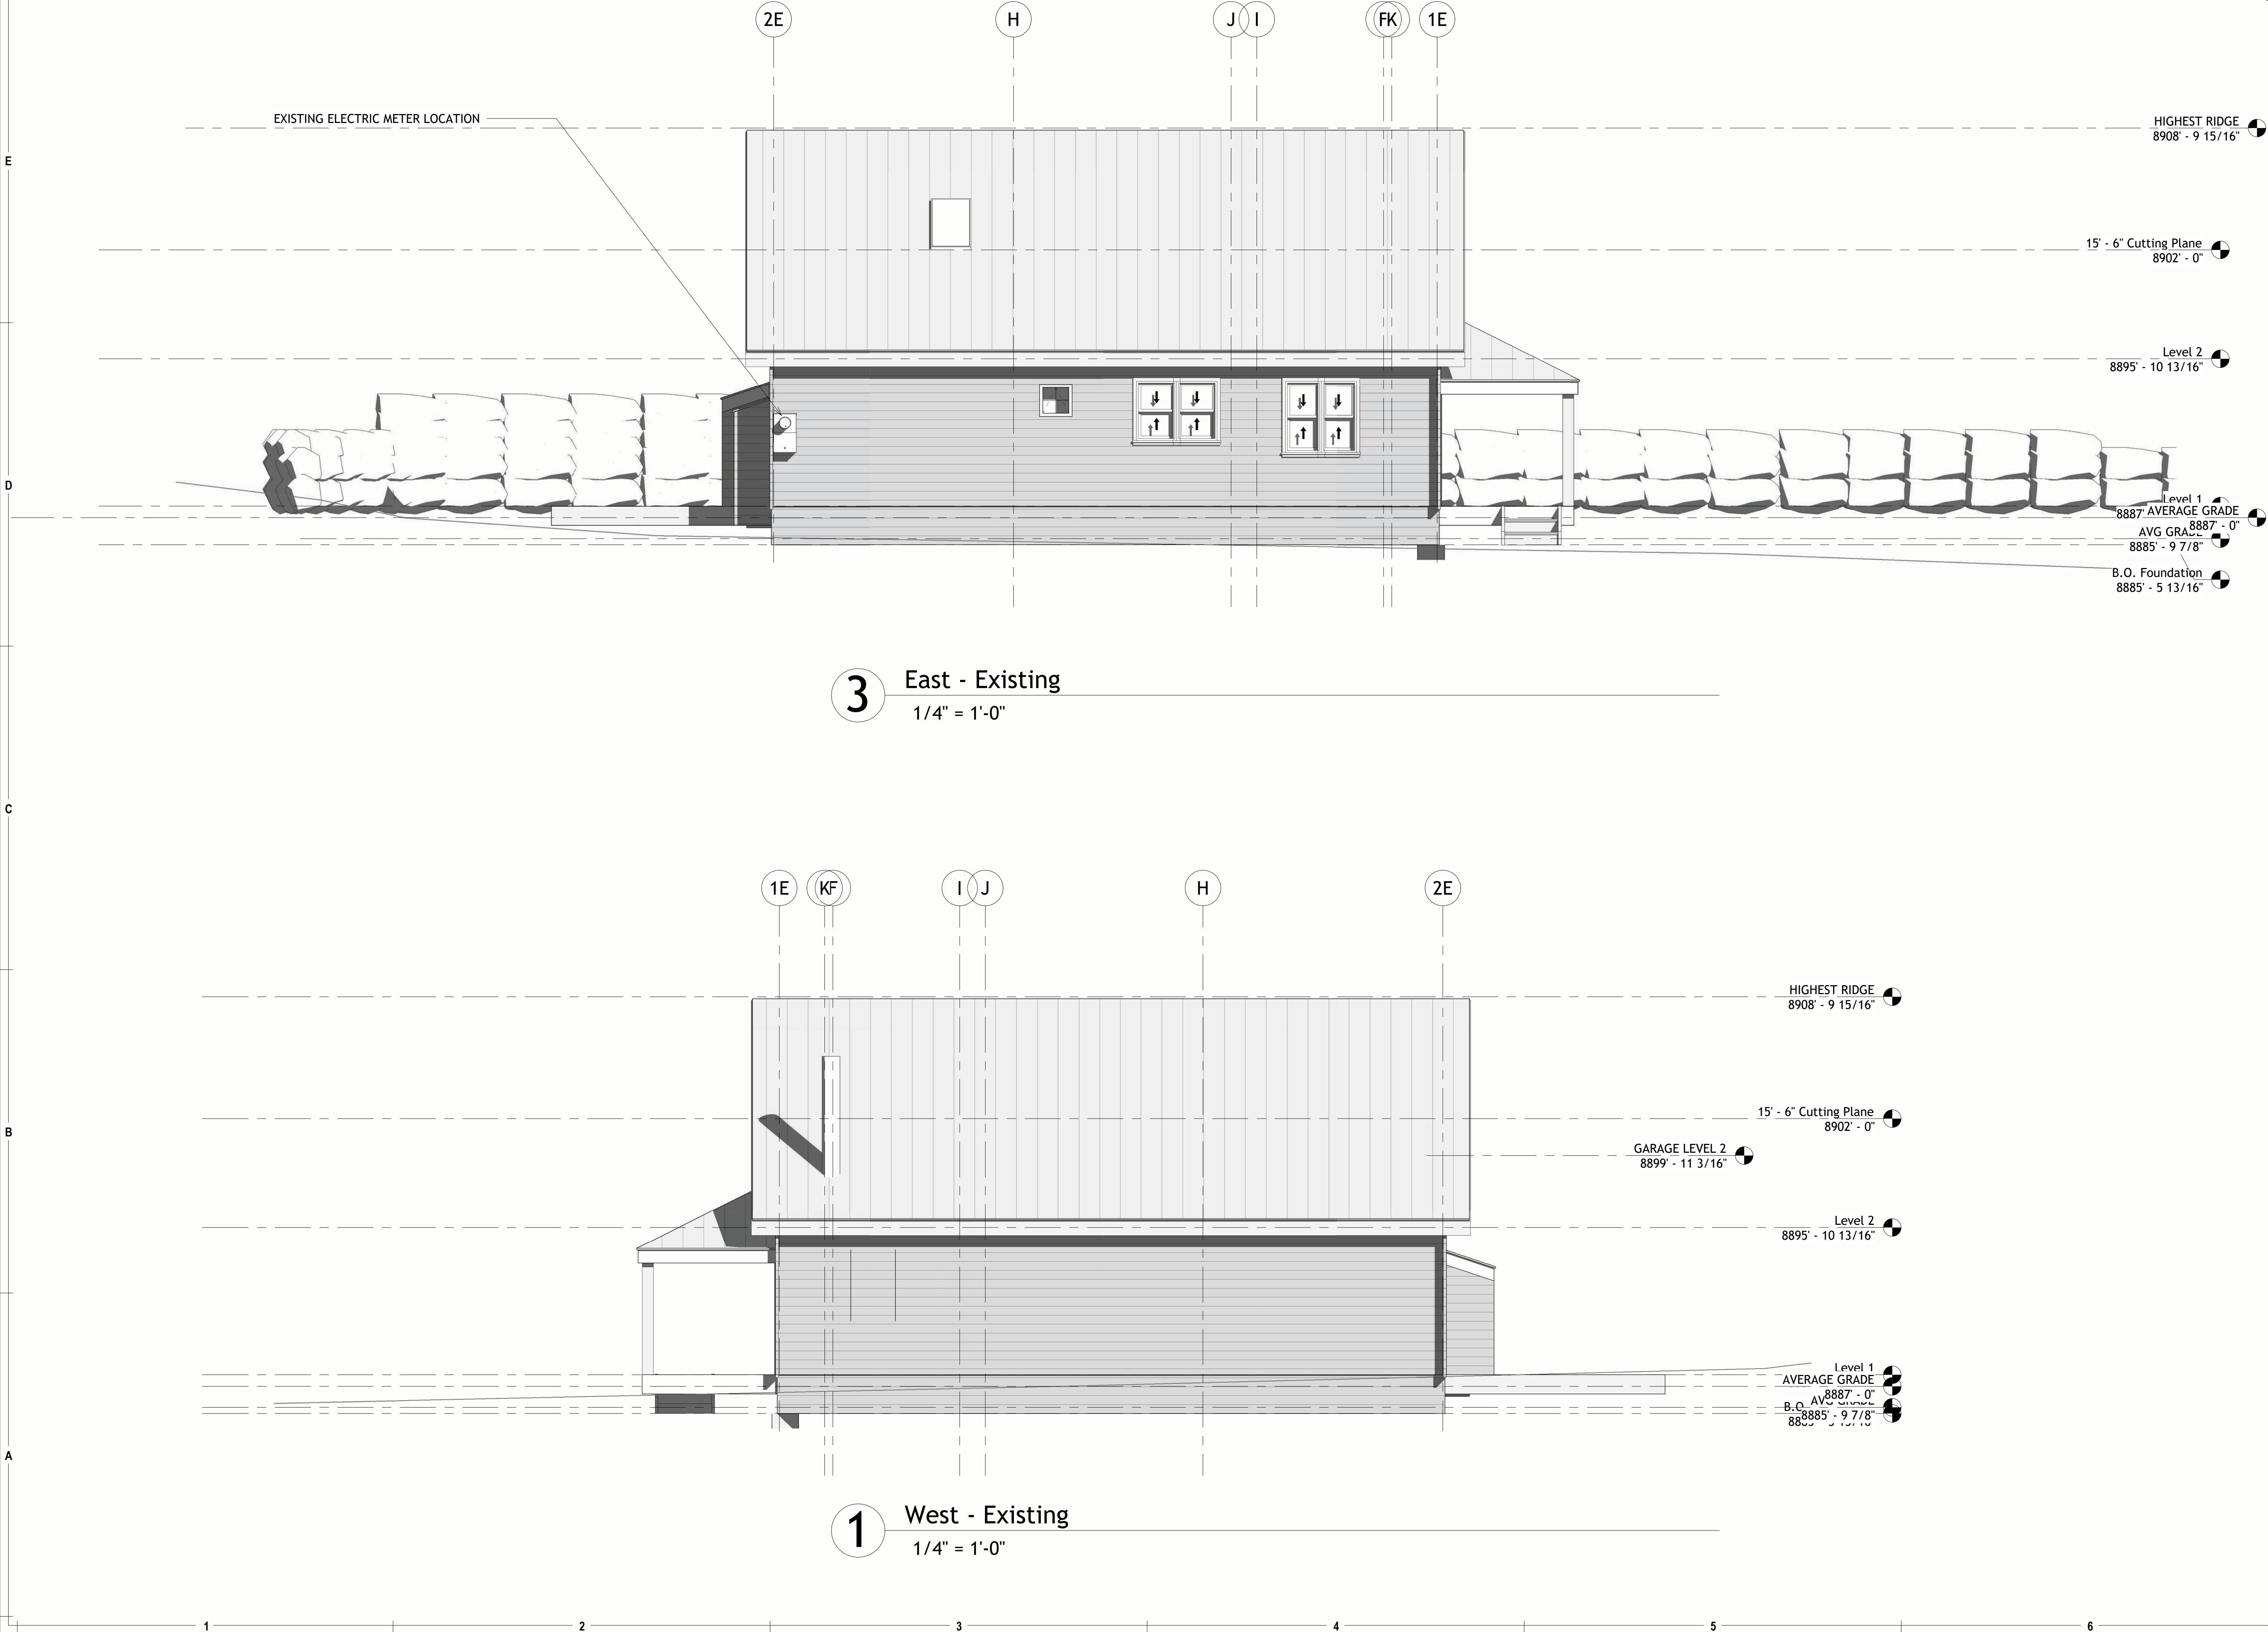 2E H J I FK 1E
EXISTING ELECTRIC METER LOCATION
HIGHEST RIDGE
8908' - 9 15/16"
E
15' - 6" Cutting Plane
8902' - 0"
Level 2
8895' - 10 13/16"
D
Level 1
8887' AVERAGE GRADE
8887' - 0"
AVG GRADE
8885' - 9 7/8"
B.O. Foundation
8885' - 5 13/16"
3 East - Existing
1/4" = 1'-0"
C
1E KF I J H 2E
HIGHEST RIDGE
8908' - 9 15/16"
15' - 6" Cutting Plane
8902' - 0"
B
GARAGE LEVEL 2
8899' - 11 3/16"
Level 2
8895' - 10 13/16"
Level 1
AVERAGE GRADE
8887' - 0"
AVG GRADE
B.O.
8885' - 9 7/8"
A
1 West - Existing
1/4" = 1'-0"
1 2 3 4 5 6